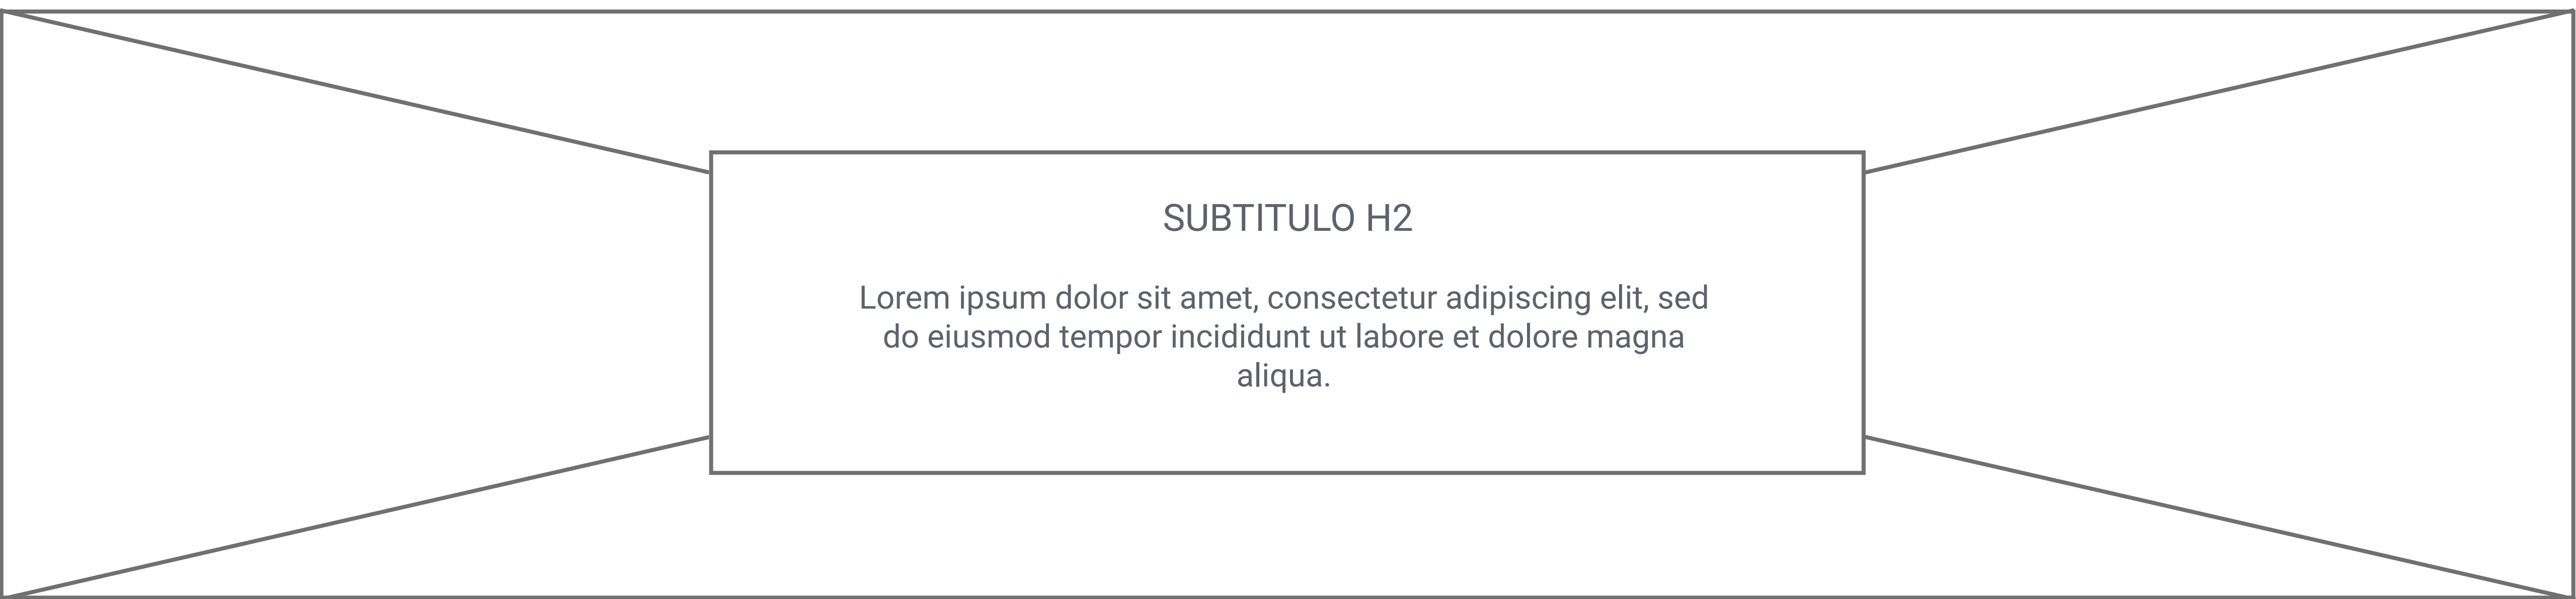 SUBTITULO H2
Lorem ipsum dolor sit amet, consectetur adipiscing elit, sed
do eiusmod tempor incididunt ut labore et dolore magna
aliqua.